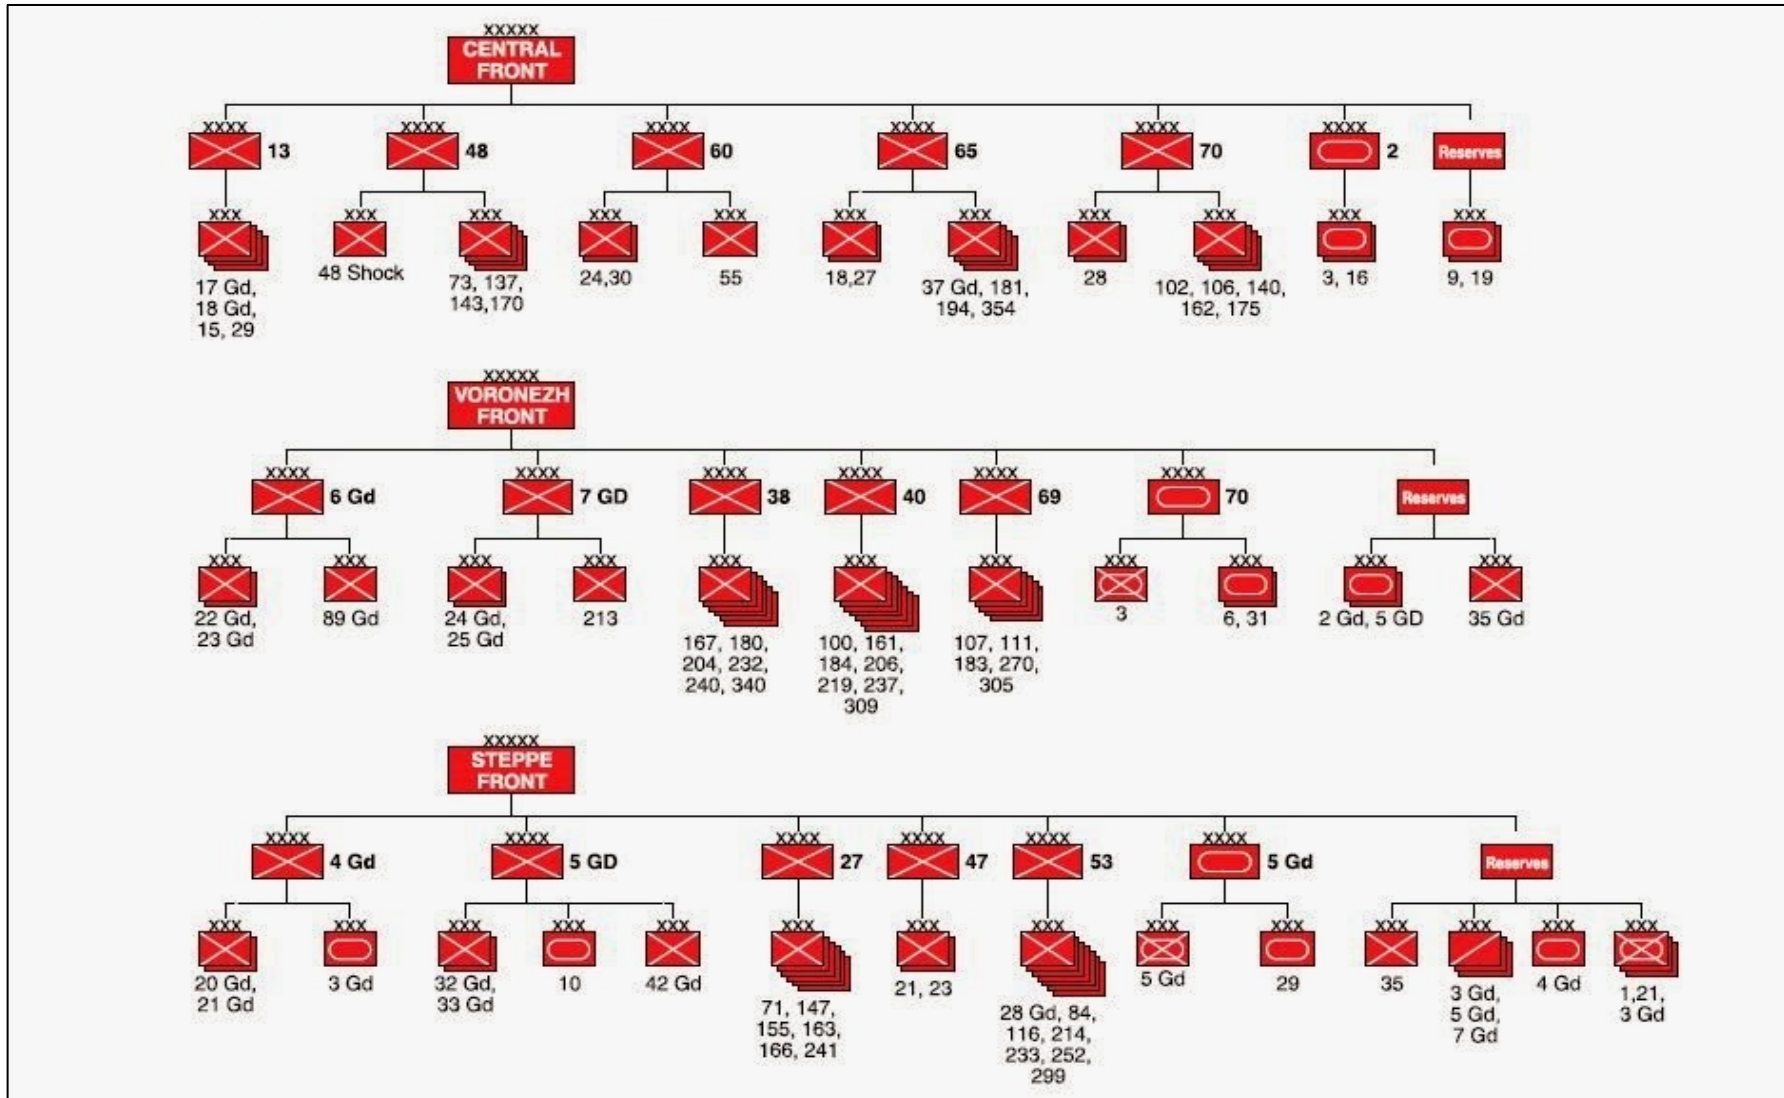 XXXXX
CENTRAL
FRONT
XXXX XXXX XXXX XXXX XXXX XXXX
13 48 60 65 70 2 Reserves
XXX XXX XXX XXX XXX XXX XXX XXX XXX XXX XXX
17 Gd,
18 Gd,
15, 29
48 Shock
73, 137,
143,170
24,30
55
18,27
37 Gd, 181,
194, 354
28
102, 106, 140,
162, 175
3, 16
9, 19
XXXXX
VORONEZH
FRONT
XXXX XXXX XXXX XXXX XXXX XXXX
6 Gd 7 GD 38 40 69 70 Reserves
XXX XXX XXX XXX XXX XXX XXX XXX XXX XXX XXX
22 Gd,
23 Gd
89 Gd
24 Gd,
25 Gd
213
167, 180,
204, 232,
240, 340
100, 161,
184, 206,
219, 237,
309
107, 111,
183, 270,
305
3
6, 31
2 Gd, 5 GD
35 Gd
XXXXX
STEPPE
FRONT
XXXX XXXX XXXX XXXX XXXX XXXX
4 Gd 5 GD 27 47 53 5 Gd Reserves
XXX XXX XXX XXX XXX XXX XXX XXX XXX XXX XXX XXX XXX XXX
20 Gd,
21 Gd
3 Gd
32 Gd,
33 Gd
10
42 Gd
71, 147,
155, 163,
166, 241
21, 23
28 Gd, 84,
116, 214,
233, 252,
299
5 Gd
29
35
3 Gd,
5 Gd,
7 Gd
4 Gd
1,21,
3 Gd